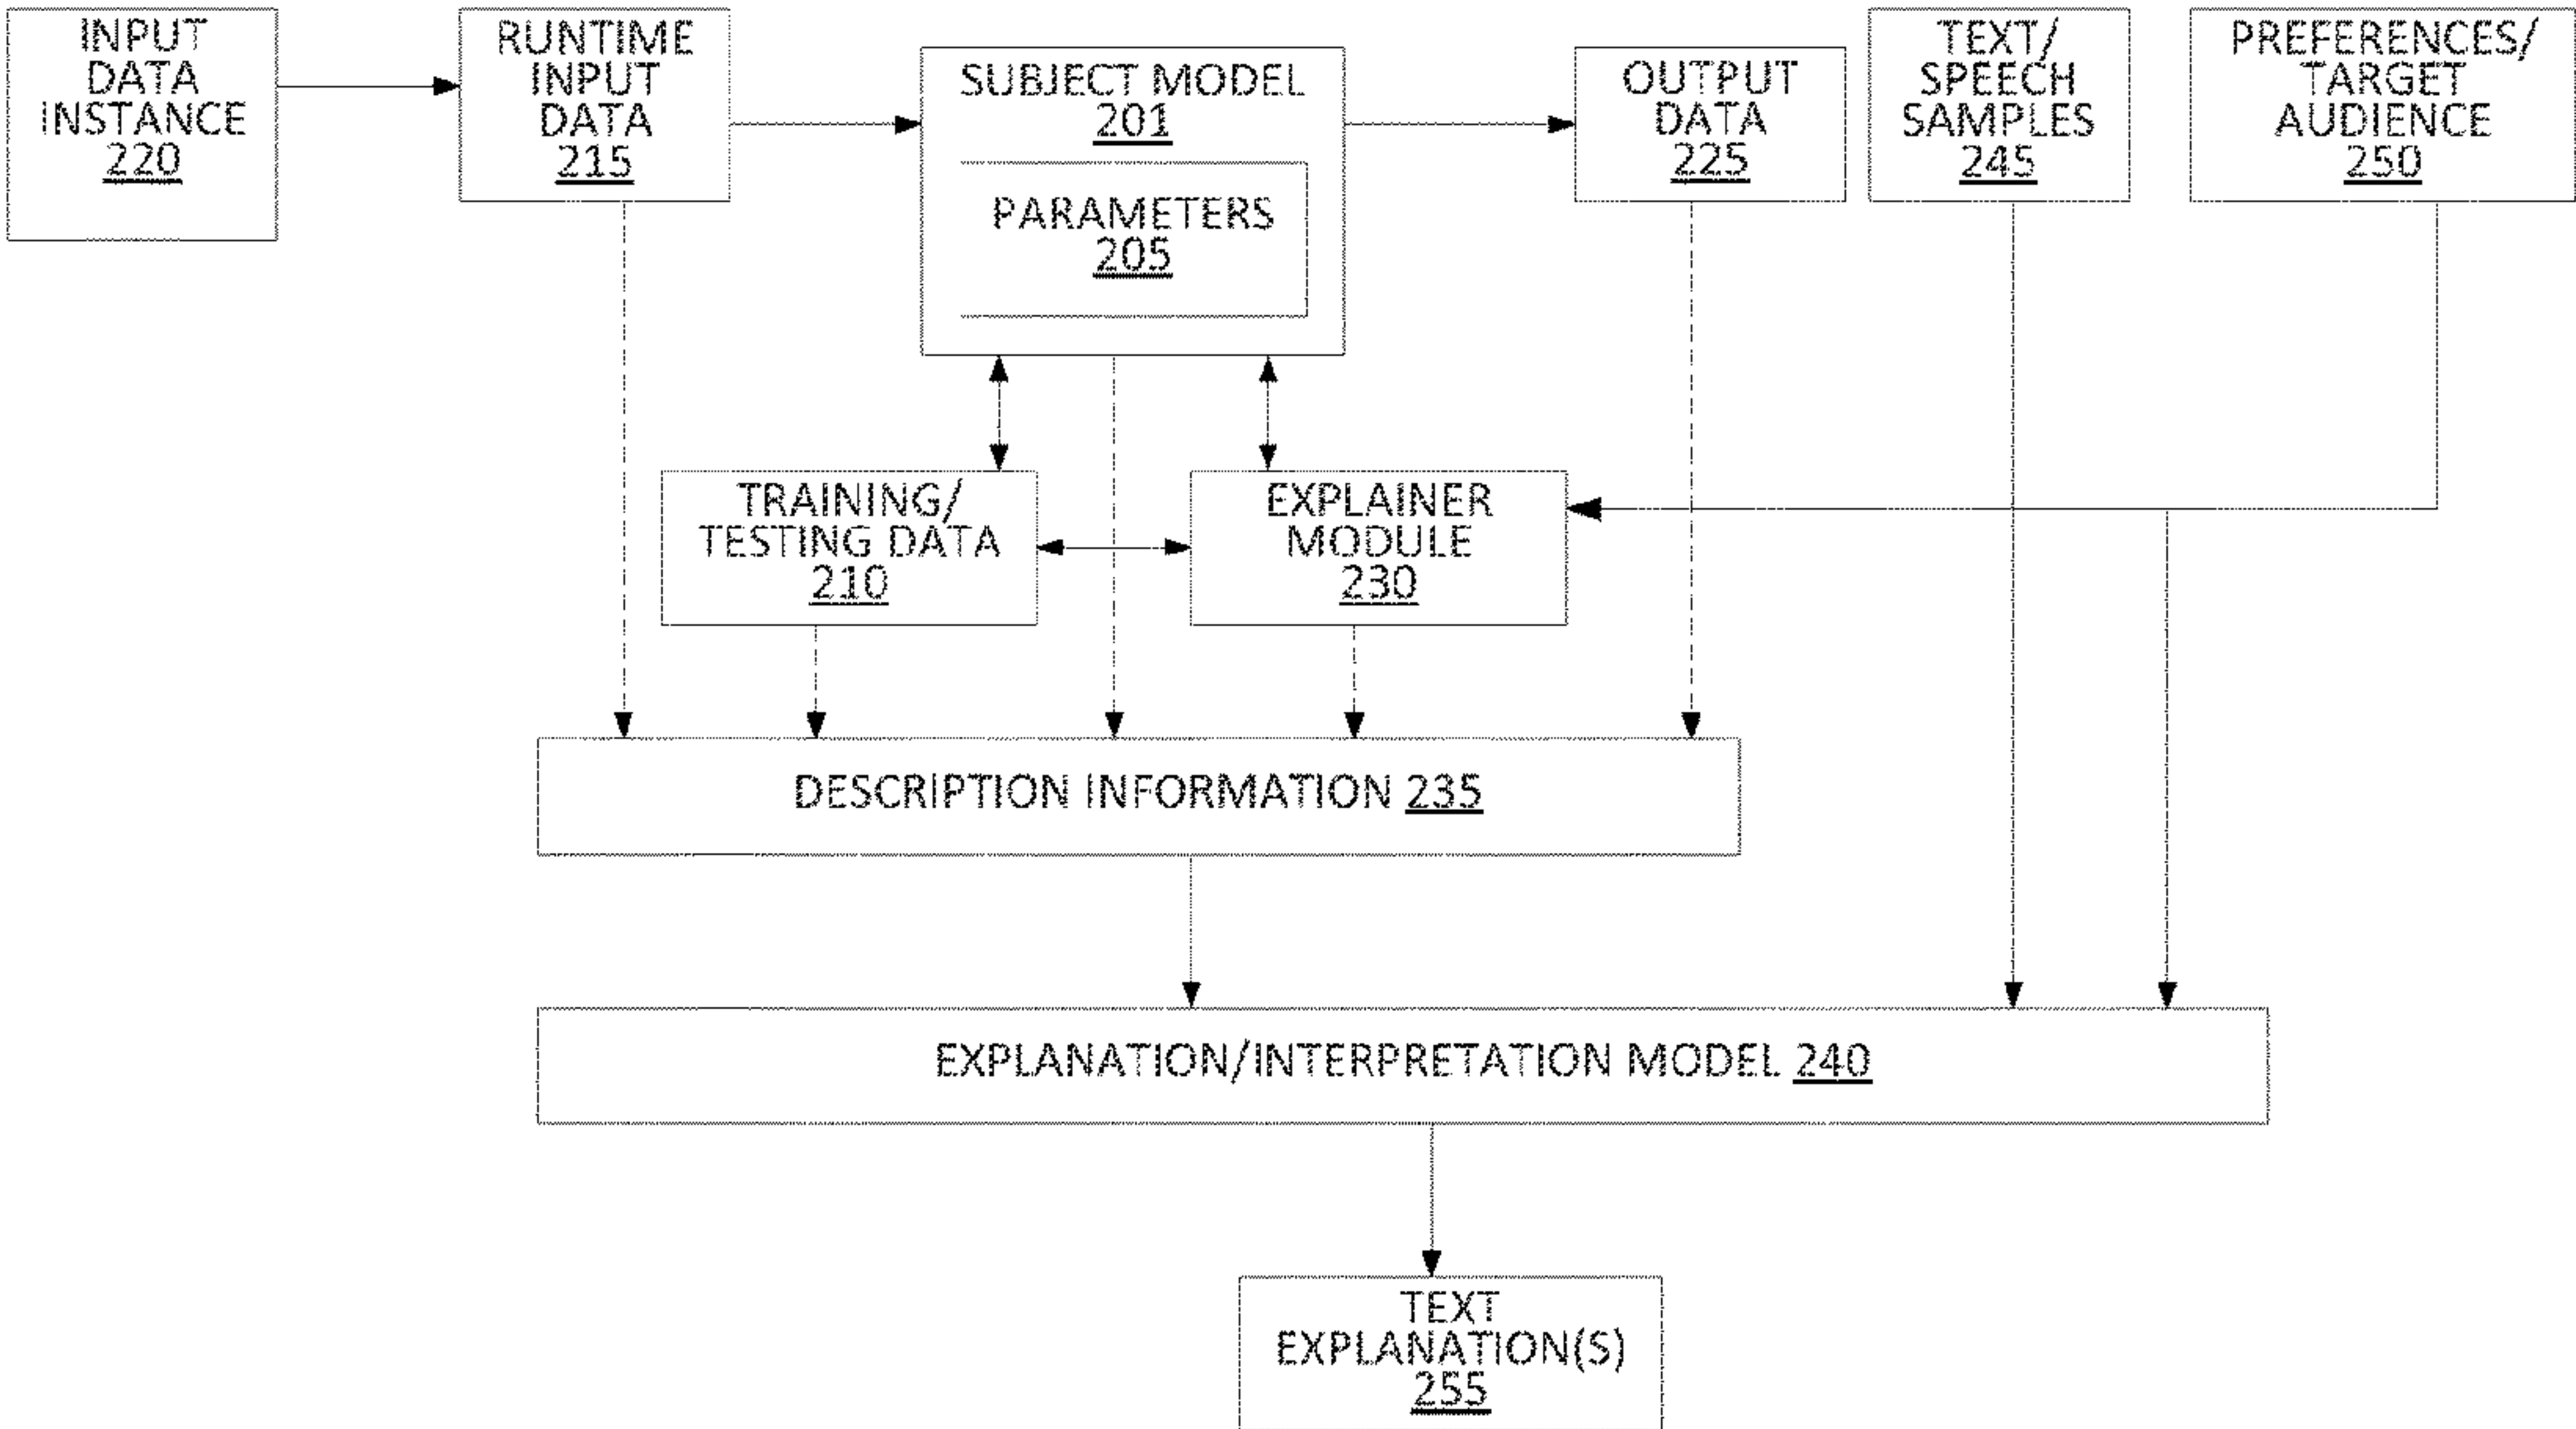 INPUT
DATA
INSTANCE
220
RUNTIME
INPUT
DATA
215
SUBJECT MODEL
201
PARAMETERS
205
OUTPUT
DATA
225
TEXT/
SPEECH
SAMPLES
245
PREFERENCES/
TARGET
AUDIENCE
250
TRAINING/
TESTING DATA
210
EXPLAINER
MODULE
230
DESCRIPTION INFORMATION 235
EXPLANATION/INTERPRETATION MODEL 240
TEXT
EXPLANATION(S)
255